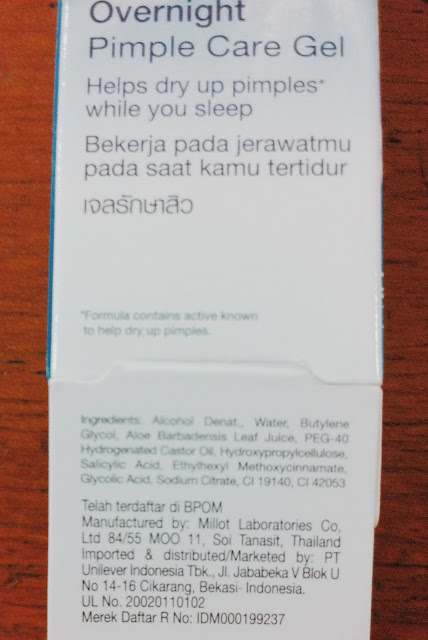 Overnight
Pimple Care Gel
Helps dry up pimples*
while you sleep
Bekerja pada jerawatmu
pada saat kamu tertidur
เจลรักษาสิว
*Formula contains active known
to help dry up pimples.
Ingredients: Alcohol Denat., Water, Butylene
Glycol, Aloe Barbadensis Leaf Juice, PEG-40
Hydrogenated Castor Oil, Hydroxypropylcellulose,
Salicylic Acid, Ethylhexyl Methoxycinnamate,
Glycolic Acid, Sodium Citrate, CI 19140, CI 42053
Telah terdaftar di BPOM
Manufactured by: Millot Laboratories Co,
Ltd 84/55 MOO 11, Soi Tanasit, Thailand
Imported & distributed/Marketed by: PT
Unilever Indonesia Tbk., Jl. Jababeka V Blok U
No 14-16 Cikarang, Bekasi- Indonesia.
UL No. 20020110102
Merek Daftar R No: IDM000199237